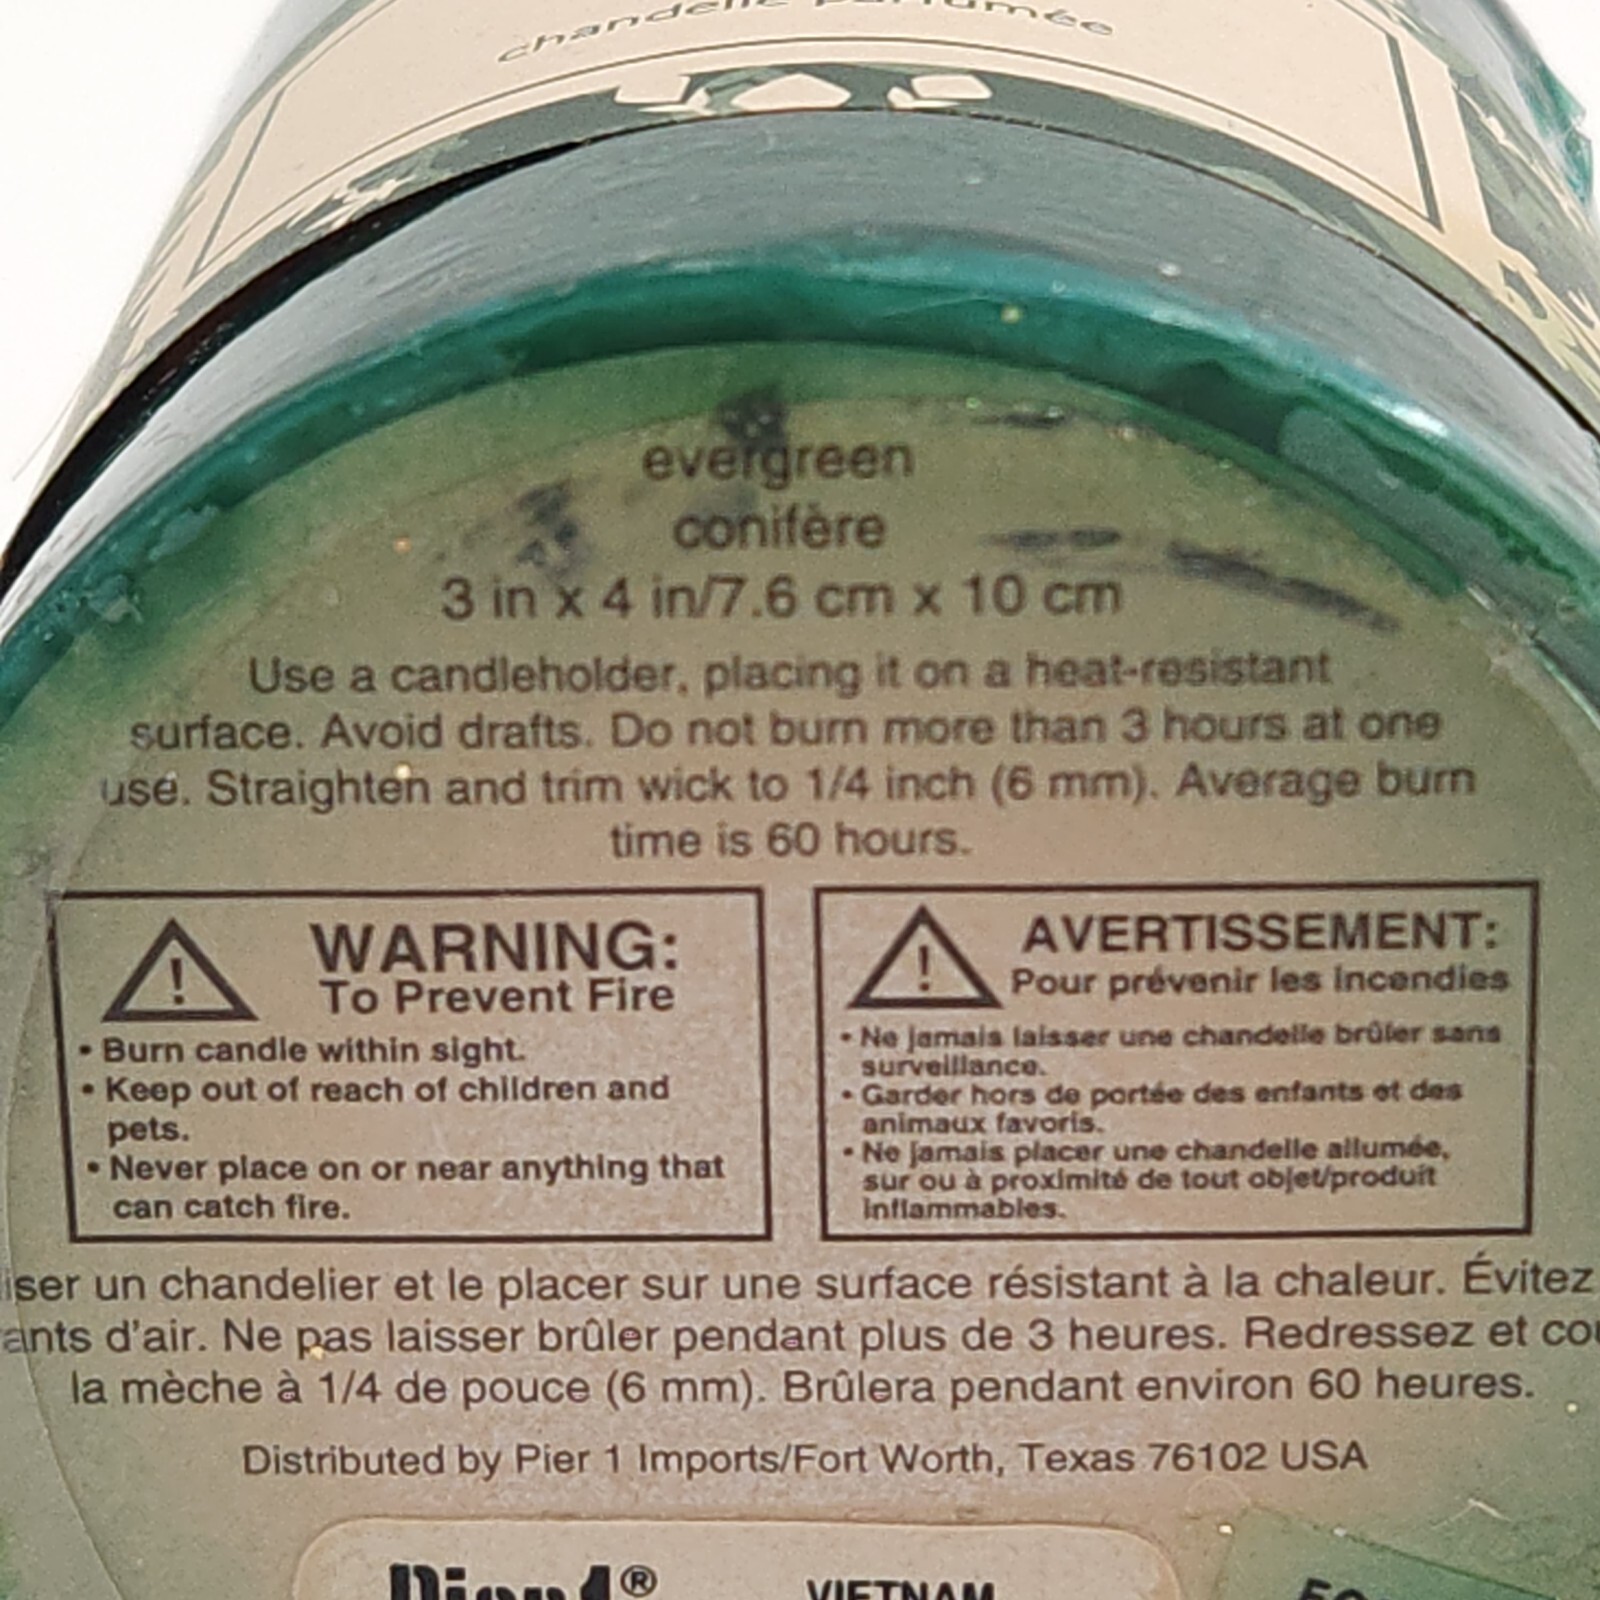 chandelle parfumée
evergreen
conifère
3 in x 4 in/7.6 cm x 10 cm
Use a candleholder, placing it on a heat-resistant
surface. Avoid drafts. Do not burn more than 3 hours at one
use. Straighten and trim wick to 1/4 inch (6 mm). Average burn
time is 60 hours.
WARNING:
To Prevent Fire
• Burn candle within sight.
• Keep out of reach of children and
pets.
• Never place on or near anything that
can catch fire.
AVERTISSEMENT:
Pour prévenir les incendies
• Ne jamais laisser une chandelle brûler sans
surveillance.
• Garder hors de portée des enfants et des
animaux favoris.
• Ne jamais placer une chandelle allumée,
sur ou à proximité de tout objet/produit
inflammables.
iser un chandelier et le placer sur une surface résistant à la chaleur. Évitez
ants d'air. Ne pas laisser brûler pendant plus de 3 heures. Redressez et cou
la mèche à 1/4 de pouce (6 mm). Brûlera pendant environ 60 heures.
Distributed by Pier 1 Imports/Fort Worth, Texas 76102 USA
Pier 1® VIETNAM